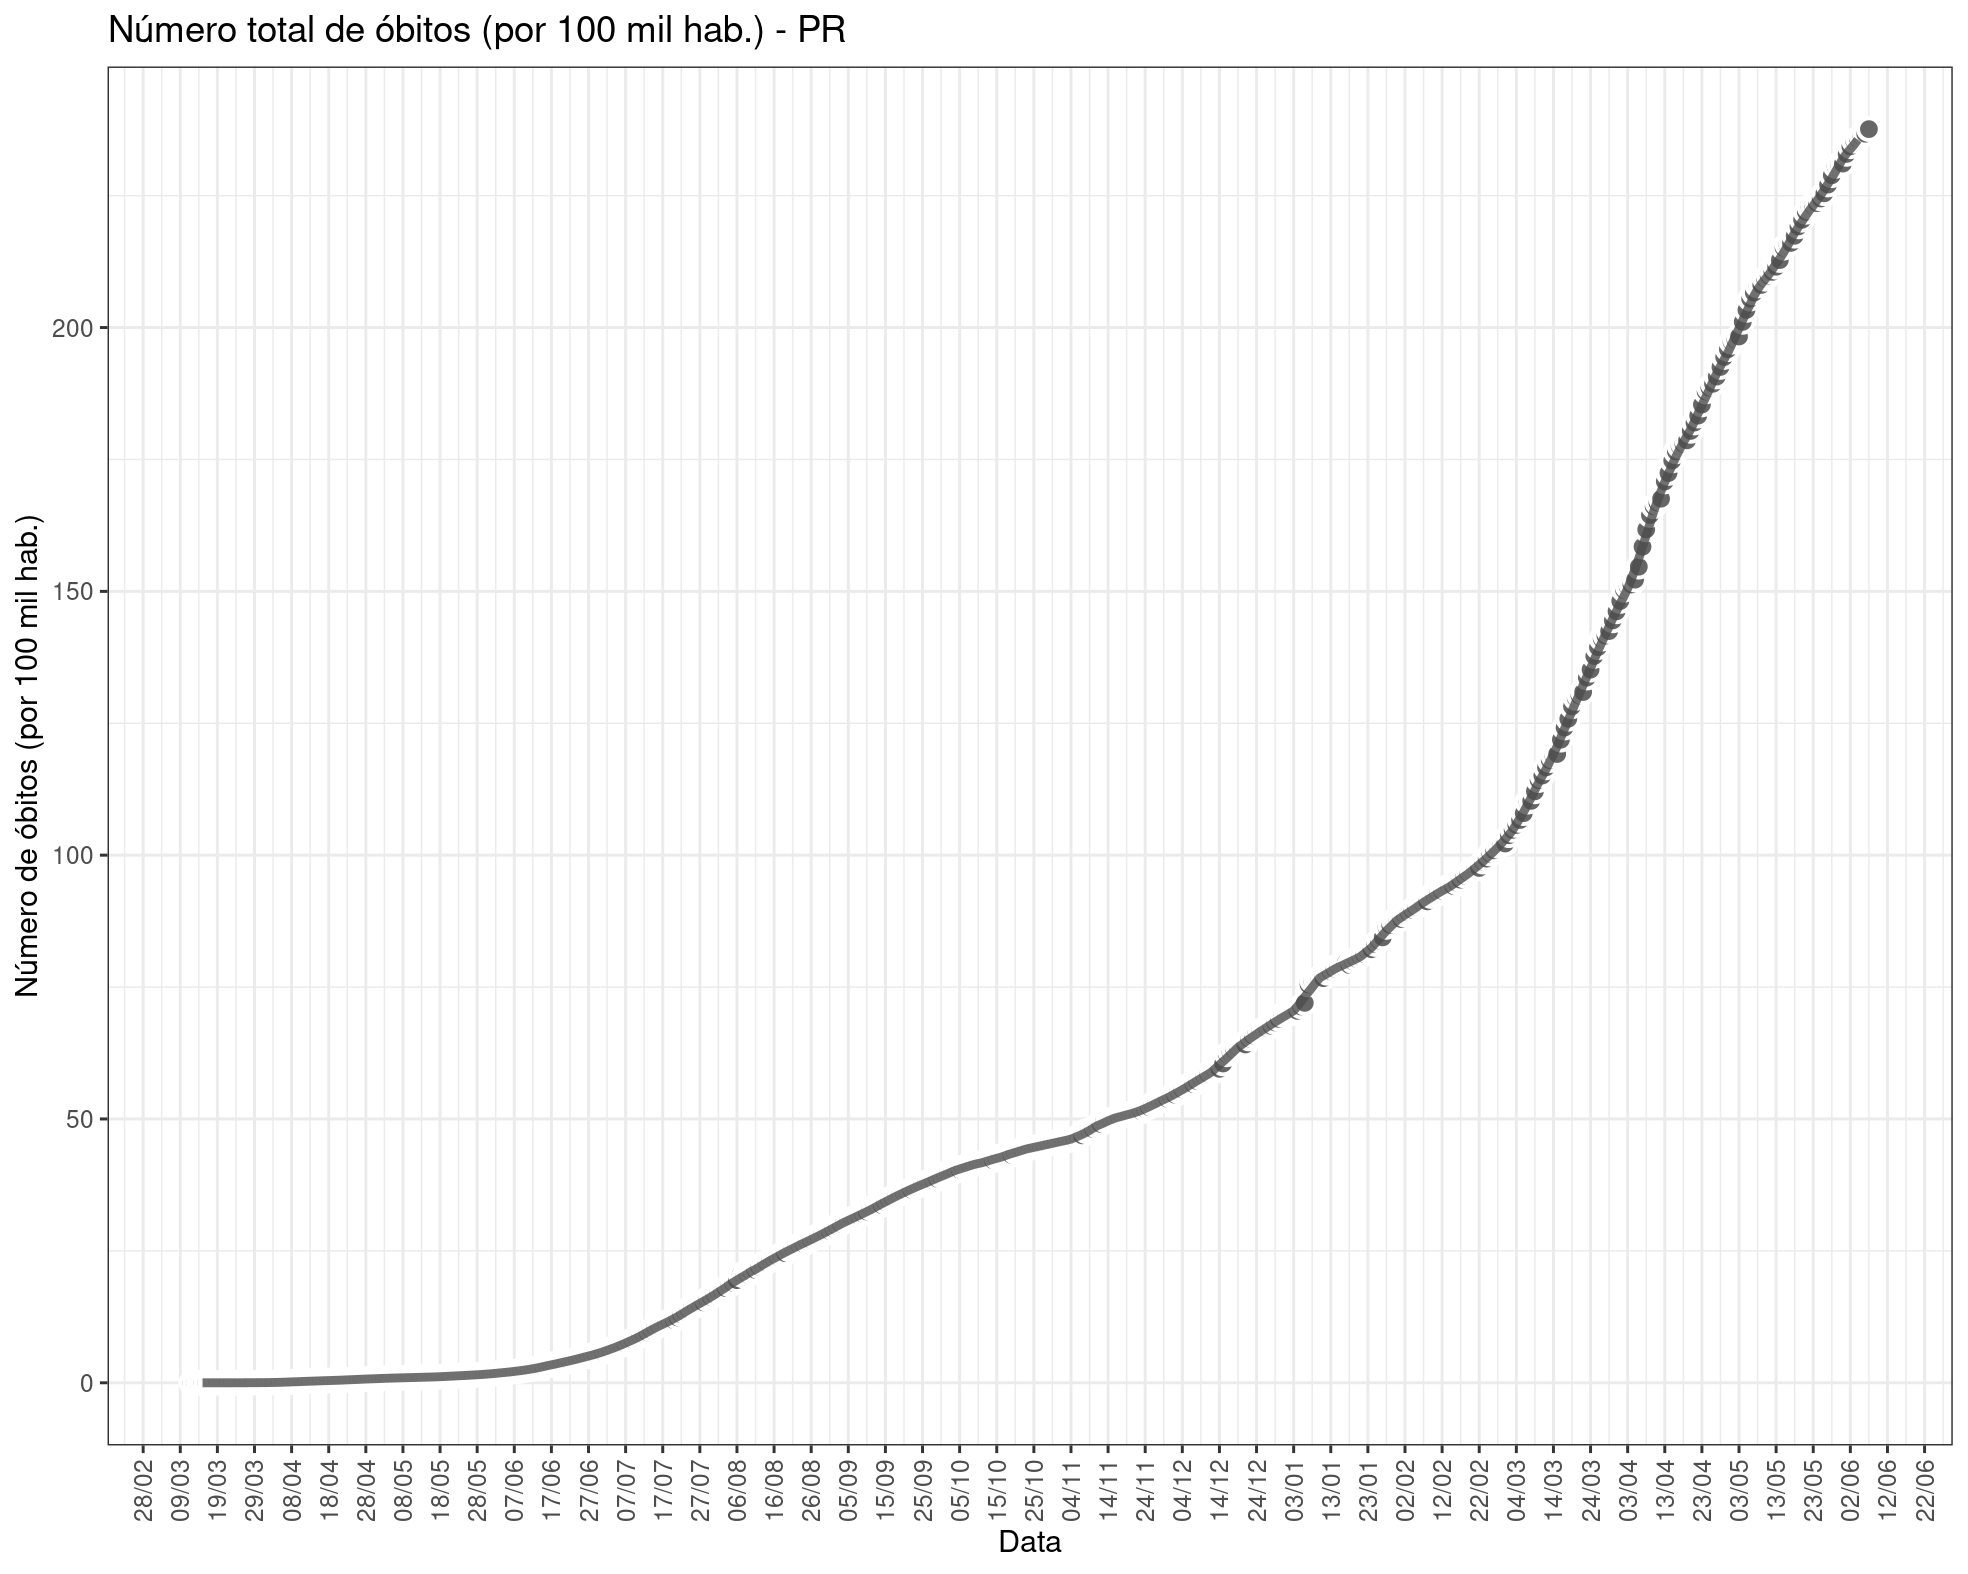 Número total de óbitos (por 100 mil hab.) - PR
Número de óbitos (por 100 mil hab.)
200
150
100
50
0
28/02 09/03 19/03 29/03 08/04 18/04 28/04 08/05 18/05 28/05 07/06 17/06 27/06 07/07 17/07 27/07 06/08 16/08 26/08 05/09 15/09 25/09 05/10 15/10 25/10 04/11 14/11 24/11 04/12 14/12 24/12 03/01 13/01 23/01 02/02 12/02 22/02 04/03 14/03 24/03 03/04 13/04 23/04 03/05 13/05 23/05 02/06 12/06 22/06
Data